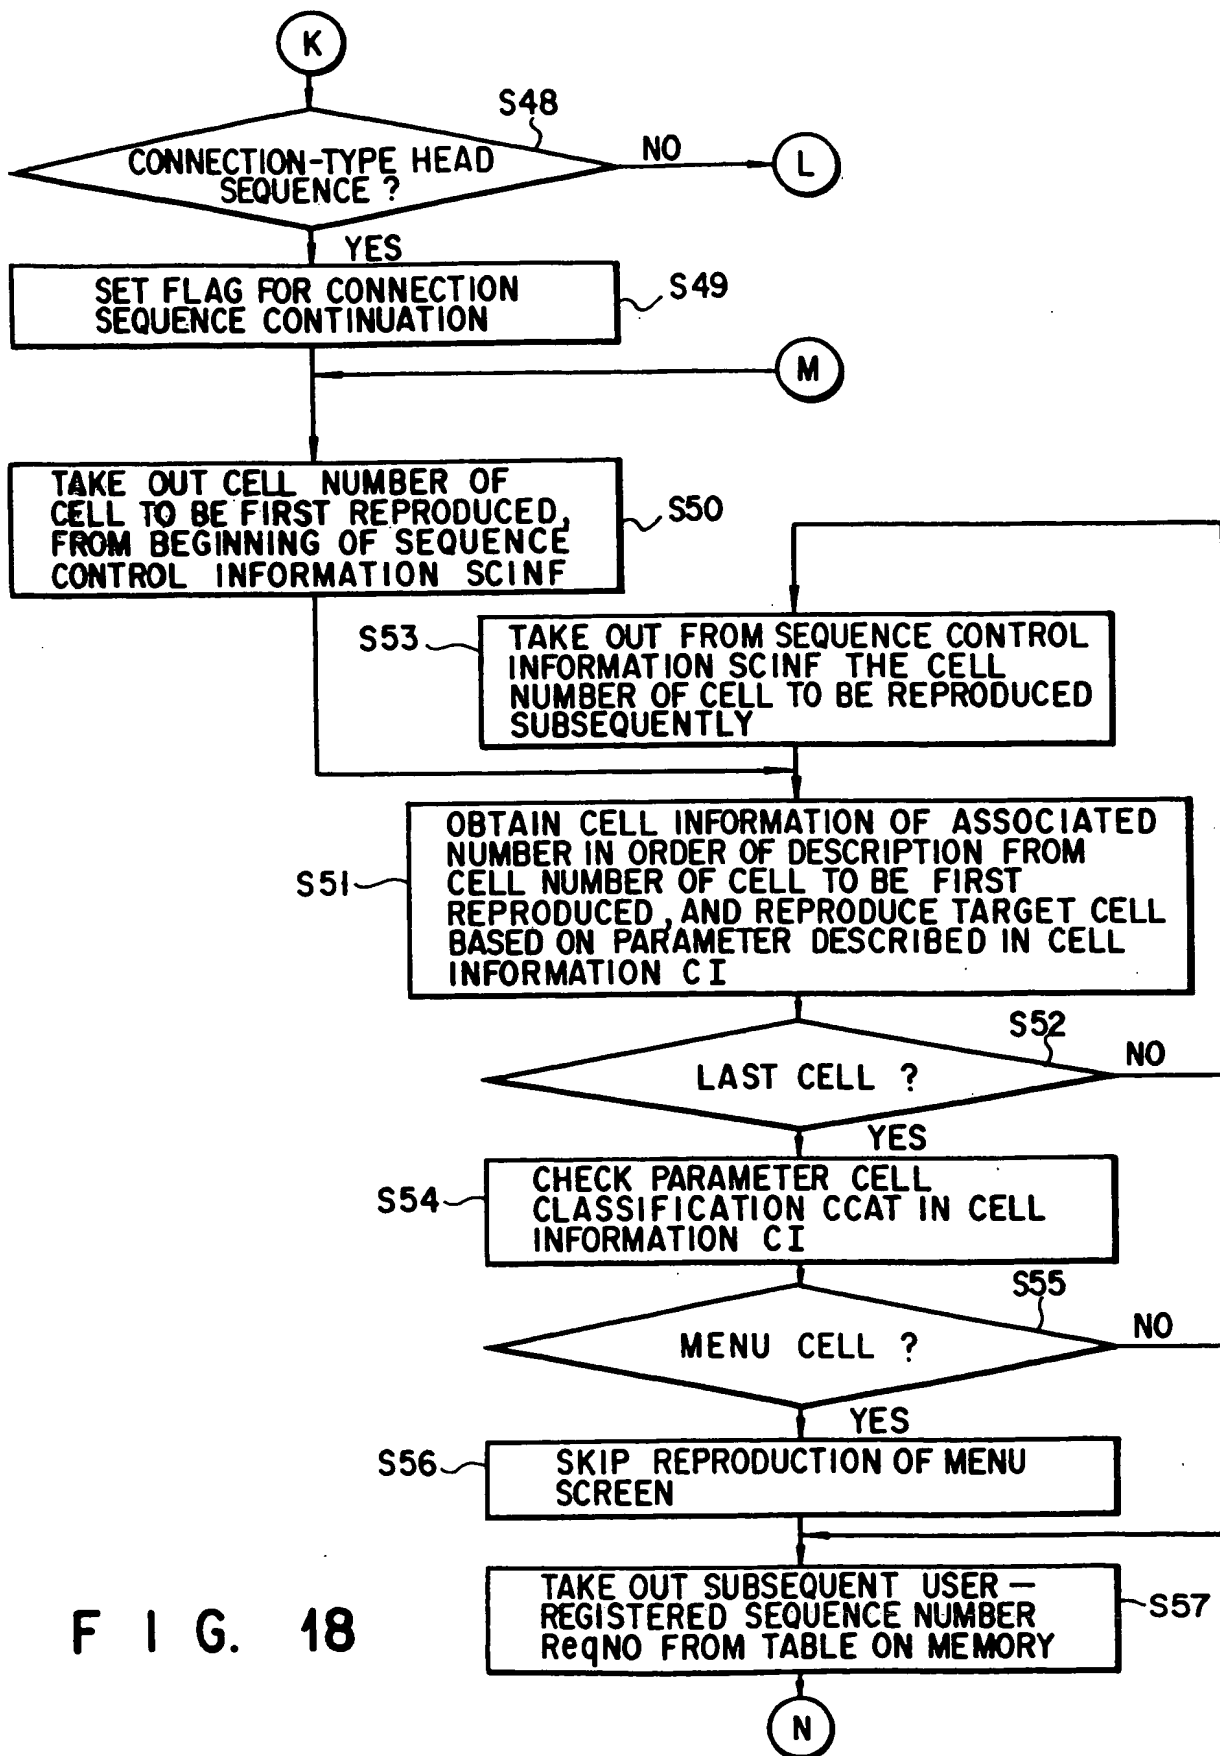 K
S48
CONNECTION-TYPE HEAD
SEQUENCE ?
NO
L
YES
SET FLAG FOR CONNECTION
SEQUENCE CONTINUATION
S49
M
TAKE OUT CELL NUMBER OF
CELL TO BE FIRST REPRODUCED,
FROM BEGINNING OF SEQUENCE
CONTROL INFORMATION SCINF
S50
S53
TAKE OUT FROM SEQUENCE CONTROL
INFORMATION SCINF THE CELL
NUMBER OF CELL TO BE REPRODUCED
SUBSEQUENTLY
S51
OBTAIN CELL INFORMATION OF ASSOCIATED
NUMBER IN ORDER OF DESCRIPTION FROM
CELL NUMBER OF CELL TO BE FIRST
REPRODUCED, AND REPRODUCE TARGET CELL
BASED ON PARAMETER DESCRIBED IN CELL
INFORMATION CI
S52
LAST CELL ?
NO
YES
S54
CHECK PARAMETER CELL
CLASSIFICATION CCAT IN CELL
INFORMATION CI
S55
MENU CELL ?
NO
YES
S56
SKIP REPRODUCTION OF MENU
SCREEN
TAKE OUT SUBSEQUENT USER-
REGISTERED SEQUENCE NUMBER
ReqNO FROM TABLE ON MEMORY
S57
N
FIG. 18